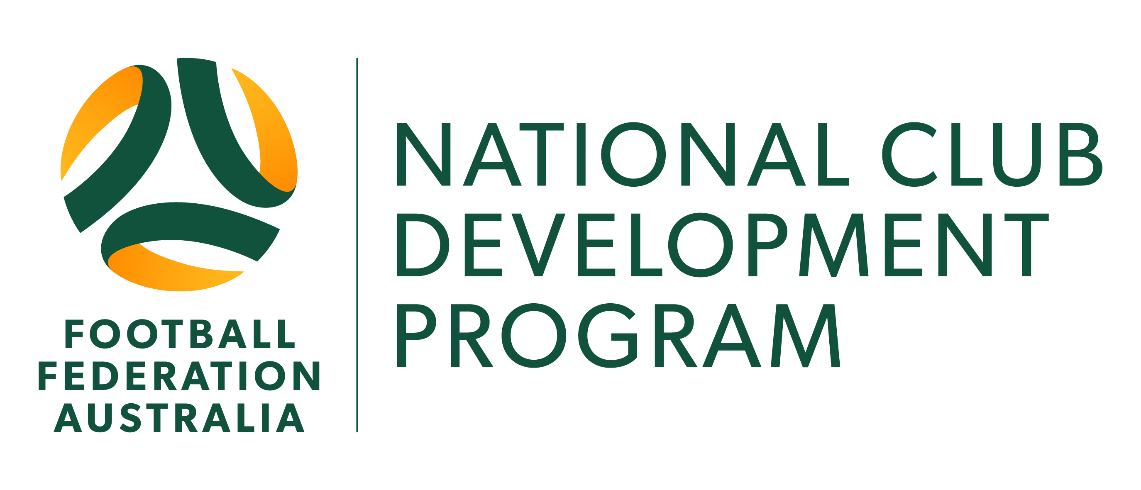 FOOTBALL
FEDERATION
AUSTRALIA
NATIONAL CLUB
DEVELOPMENT
PROGRAM